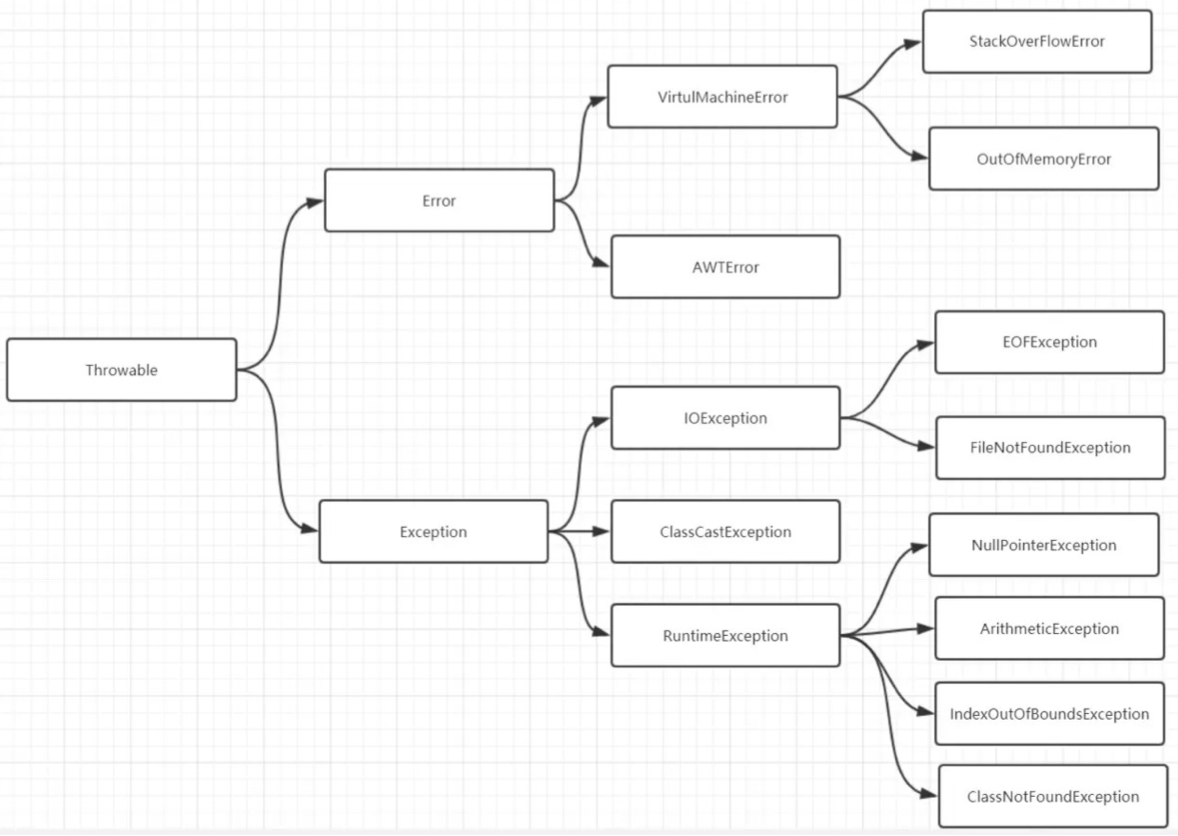 StackOverFlowError
VirtulMachineError
OutOfMemoryError
Error
AWTError
EOFException
Throwable
IOException
FileNotFoundException
Exception
ClassCastException
NullPointerException
RuntimeException
ArithmeticException
IndexOutOfBoundsException
ClassNotFoundException